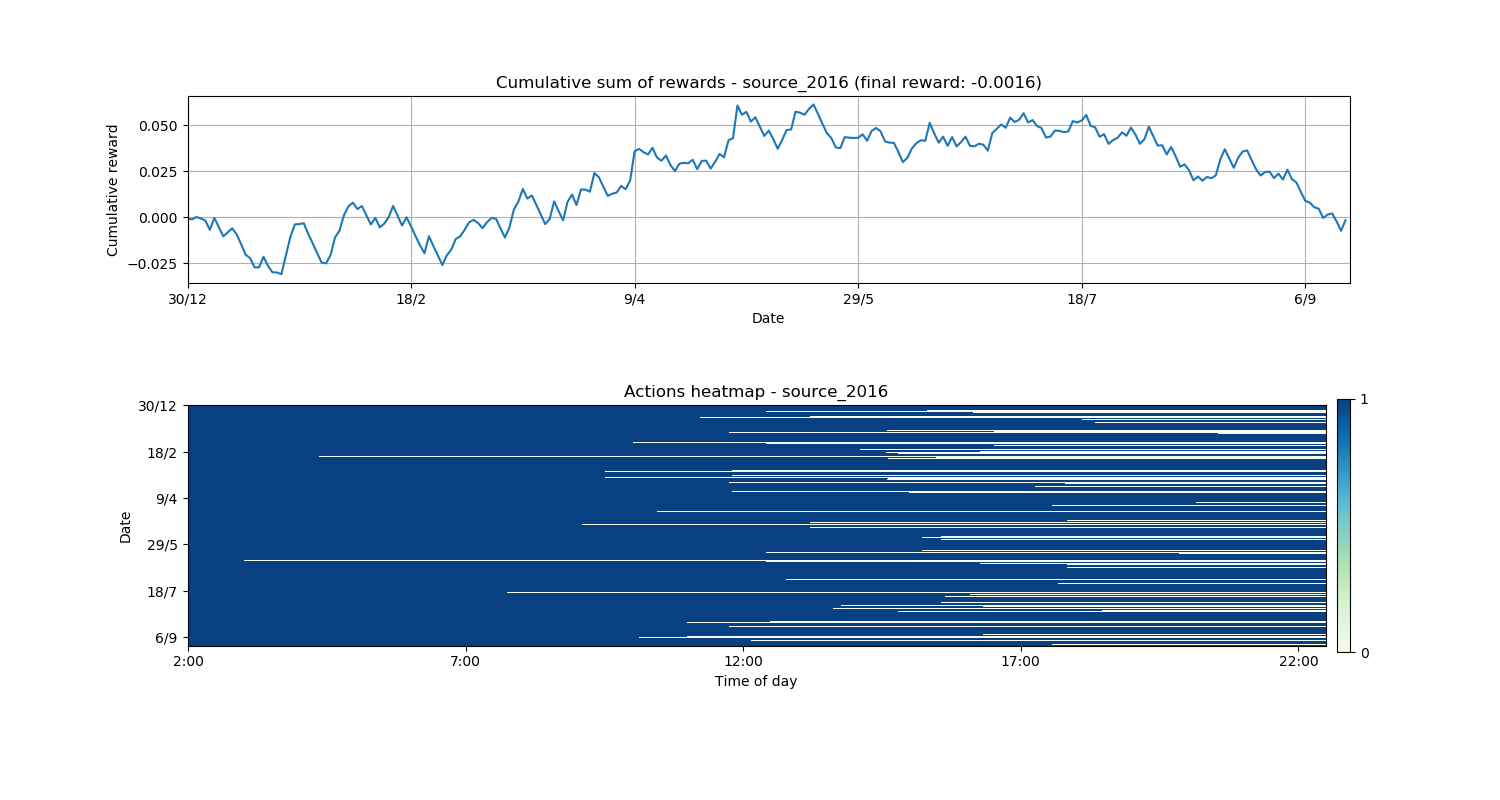 Cumulative sum of rewards - source_2016 (final reward: -0.0016)
Cumulative reward
0.050
0.025
0.000
−0.025
30/12 18/2 9/4 29/5 18/7 6/9
Date
Actions heatmap - source_2016
Date
30/12
18/2
9/4
29/5
18/7
6/9
2:00 7:00 12:00 17:00 22:00
Time of day
1
0